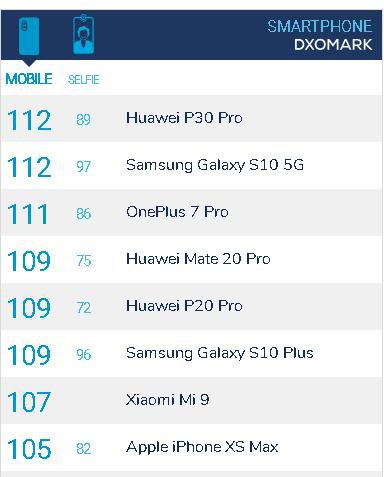 SMARTPHONE
DXOMARK
MOBILE SELFIE
112 89 Huawei P30 Pro
112 97 Samsung Galaxy S10 5G
111 86 OnePlus 7 Pro
109 75 Huawei Mate 20 Pro
109 72 Huawei P20 Pro
109 96 Samsung Galaxy S10 Plus
107 Xiaomi Mi 9
105 82 Apple iPhone XS Max